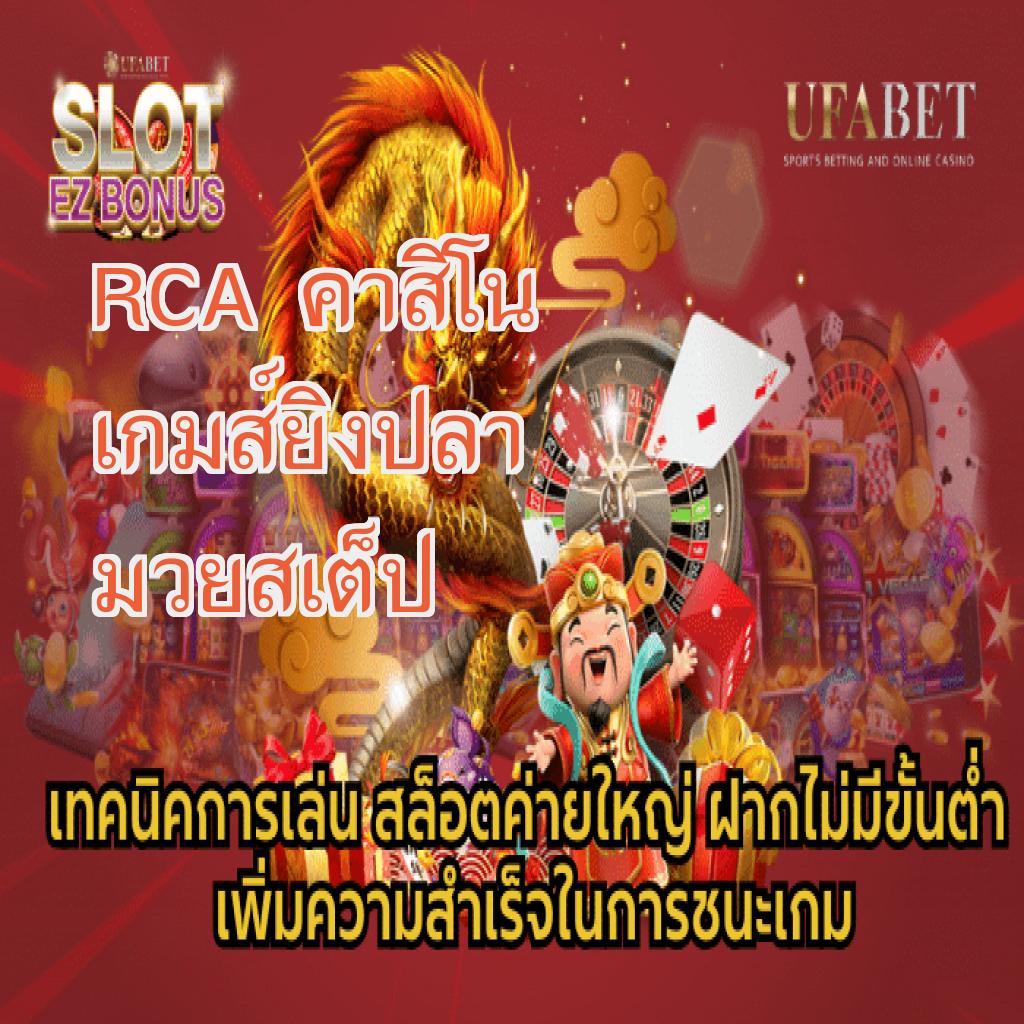 UFABET
SLOT
EZ BONUS
UFABET
SPORTS BETTING AND ONLINE CASINO
RCA คาสิโน
เกมส์ยิงปลา
มวยสเต็ป
เทคนิคการเล่น สล็อตค่ายใหญ่ ฝากไม่มีขั้นต่ำ
เพิ่มความสำเร็จในการชนะเกม